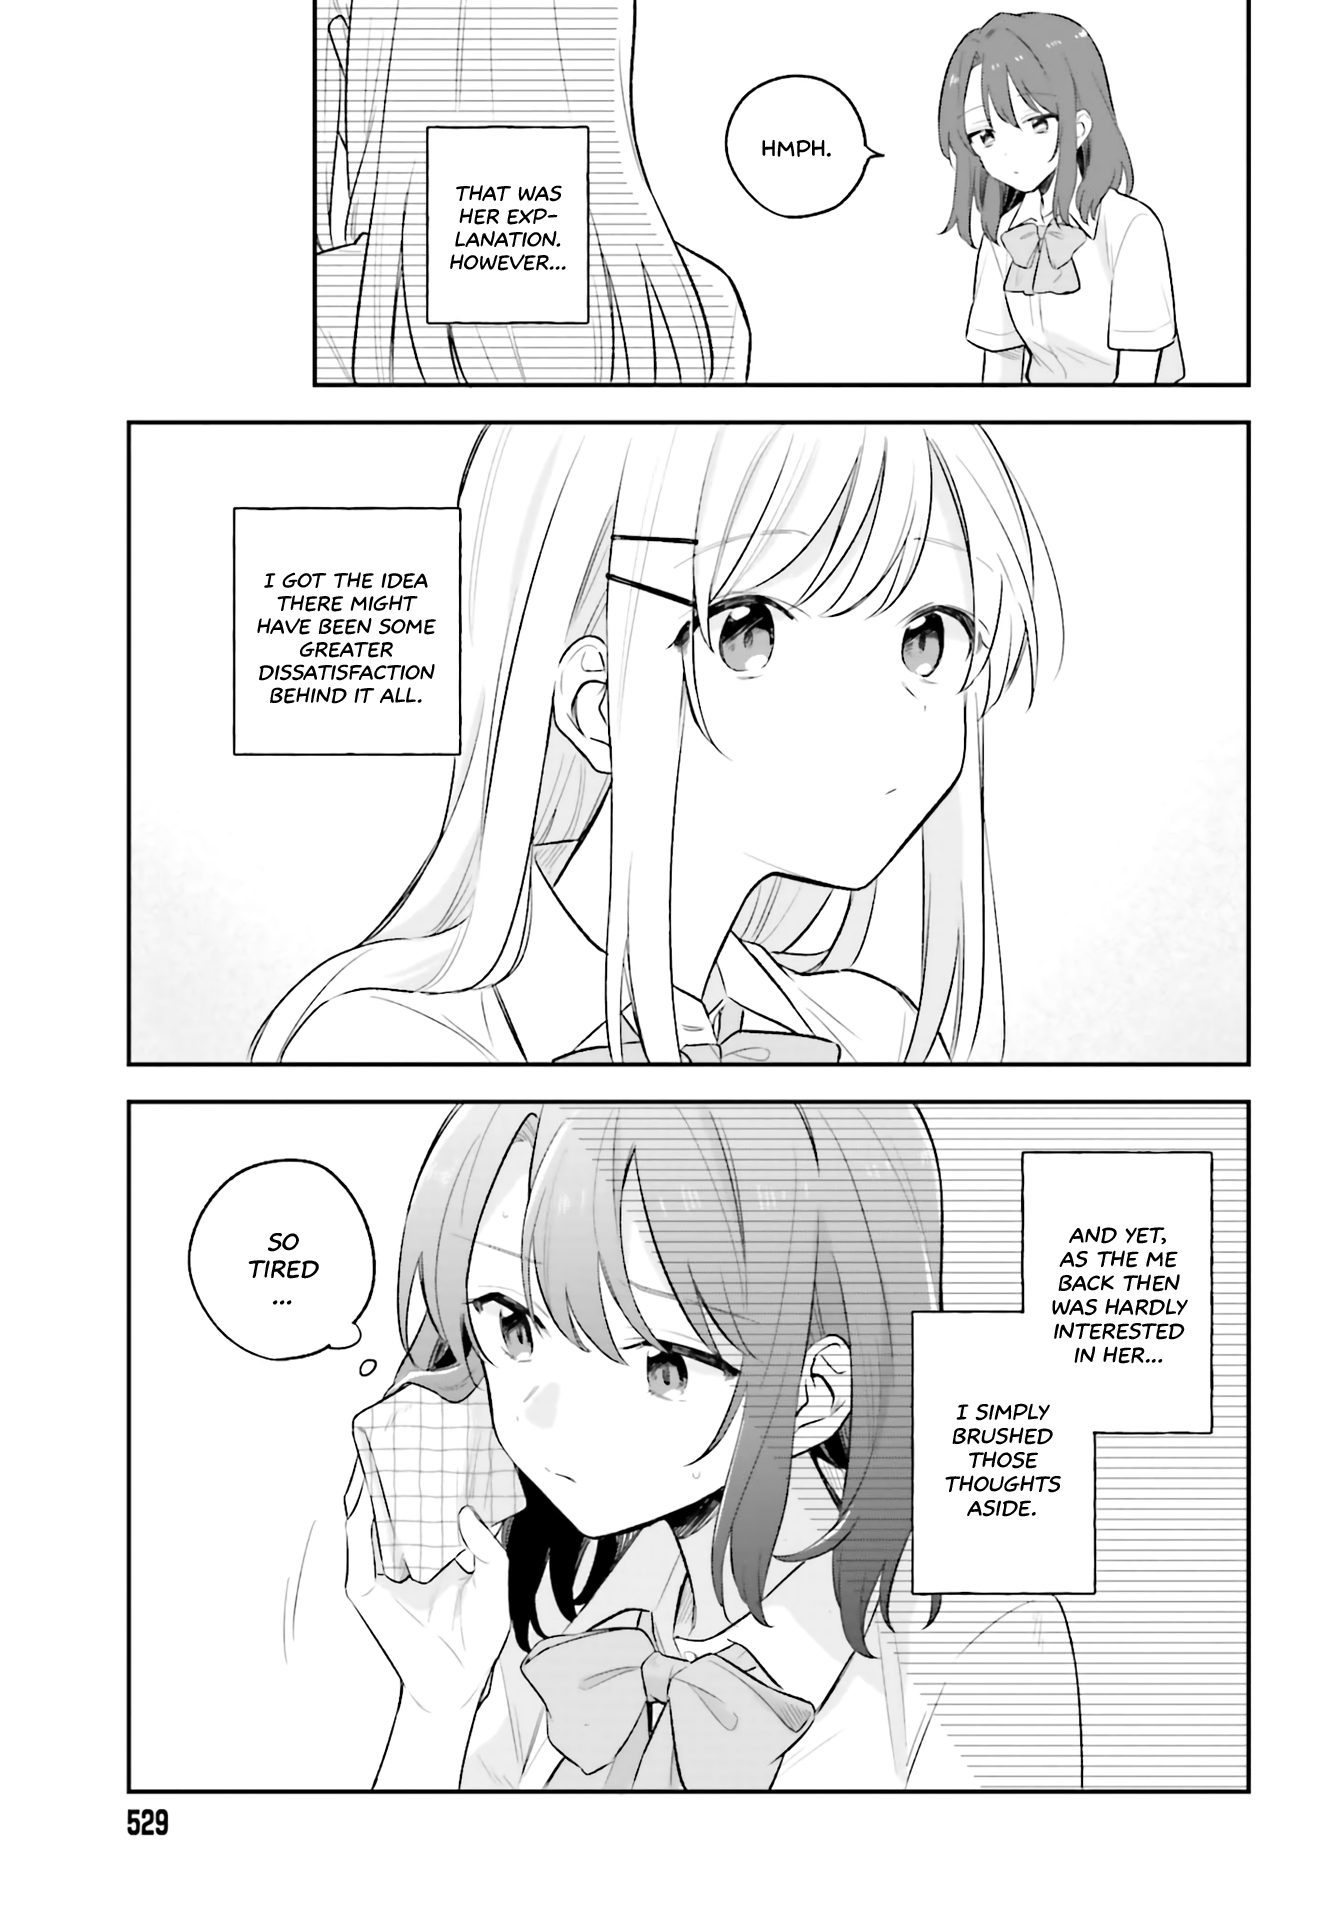 HMPH.
THAT WAS
HER EXP-
LANATION.
HOWEVER...
I GOT THE IDEA
THERE MIGHT
HAVE BEEN SOME
GREATER
DISSATISFACTION
BEHIND IT ALL.
AND YET,
AS THE ME
BACK THEN
WAS HARDLY
INTERESTED
IN HER...
I SIMPLY
BRUSHED
THOSE
THOUGHTS
ASIDE.
SO
TIRED
...
529